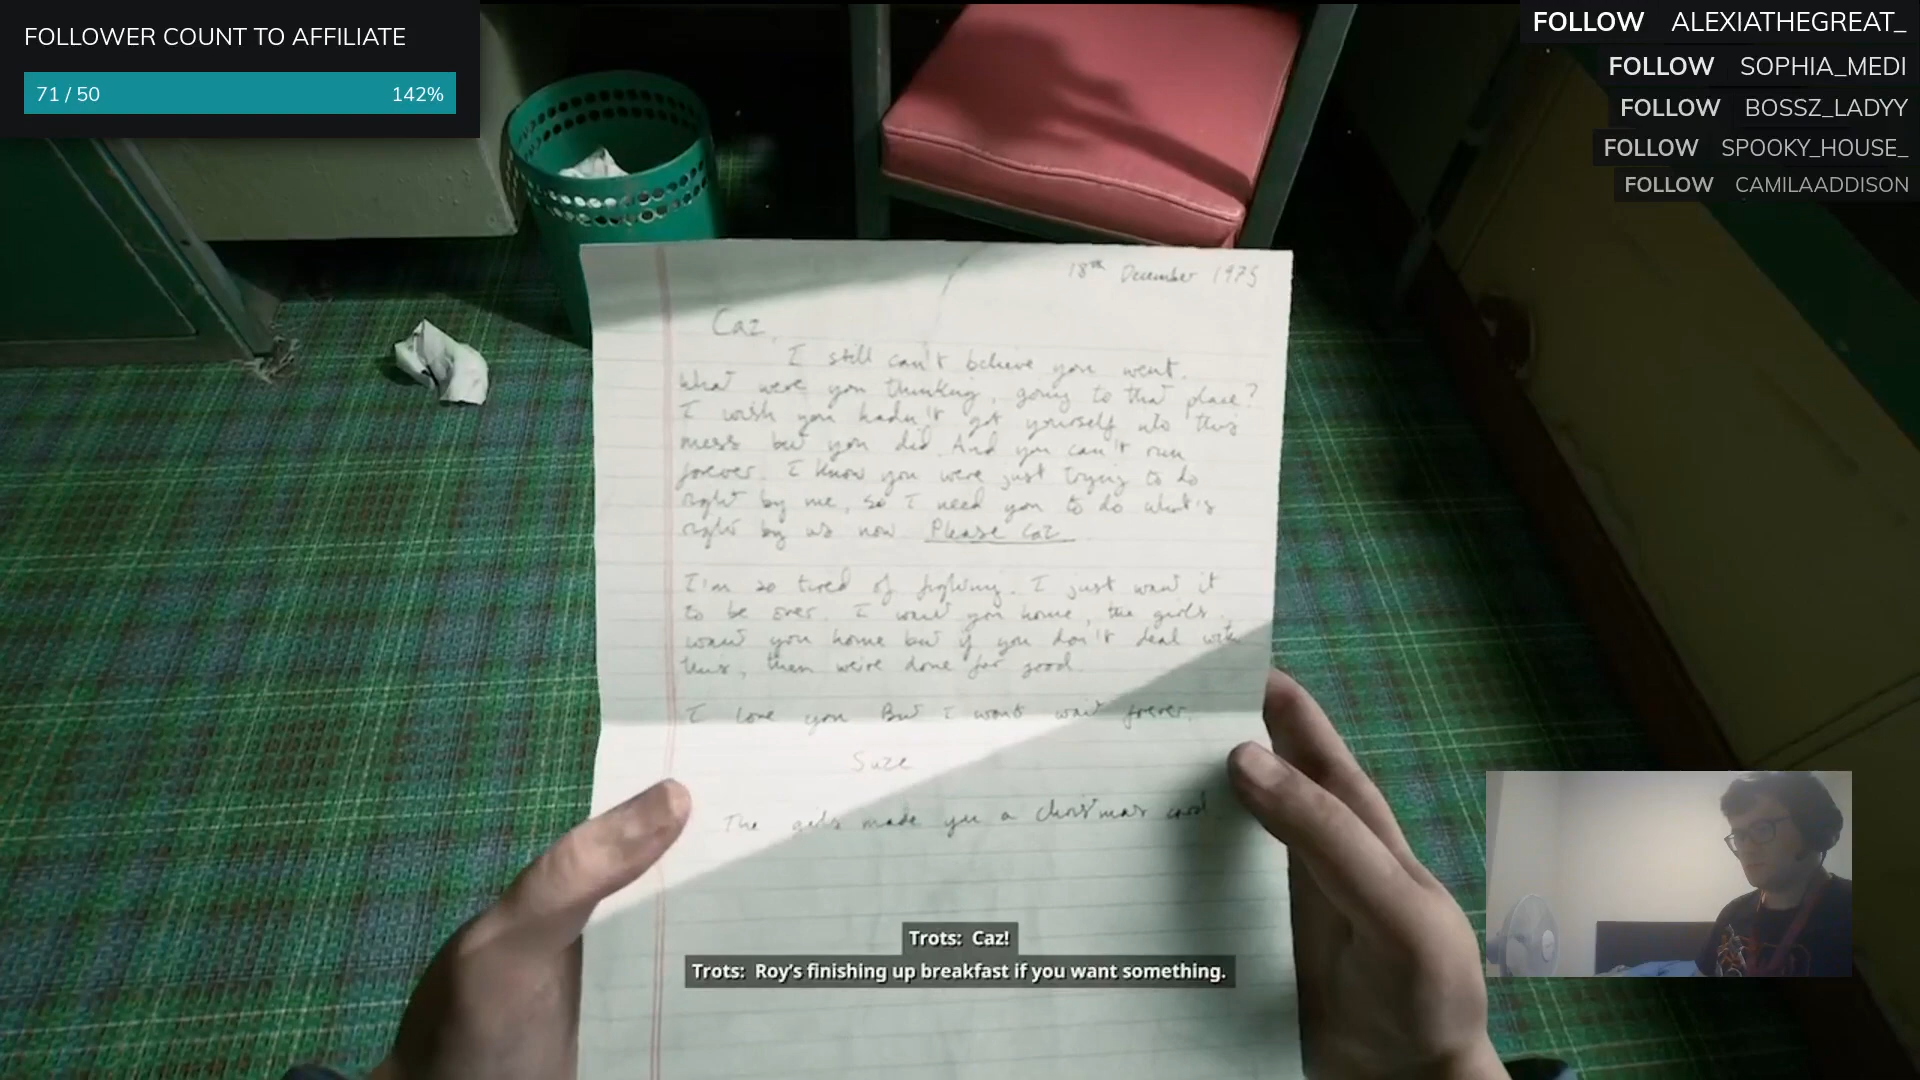 FOLLOWER COUNT TO AFFILIATE
71 / 50 142%
FOLLOW ALEXIATHEGREAT_
FOLLOW SOPHIA_MEDI
FOLLOW BOSSZ_LADYY
FOLLOW SPOOKY_HOUSE_
FOLLOW CAMILAADDISON
18th December 1975
Caz,
I still can't believe you went.
What were you thinking, going to that place?
I wish you hadn't got yourself into this
mess but you did. And you can't run
forever. I know you were just trying to do
right by me, so I need you to do what's
right by us now. Please Caz
I'm so tired of fighting. I just want it
to be over. I want you home, the girls
want you home but if you don't deal with
this, then we're done for good.
I love you But I wont wait forever.
Suze
The girls made you a Christmas card.
Trots: Caz!
Trots: Roy's finishing up breakfast if you want something.